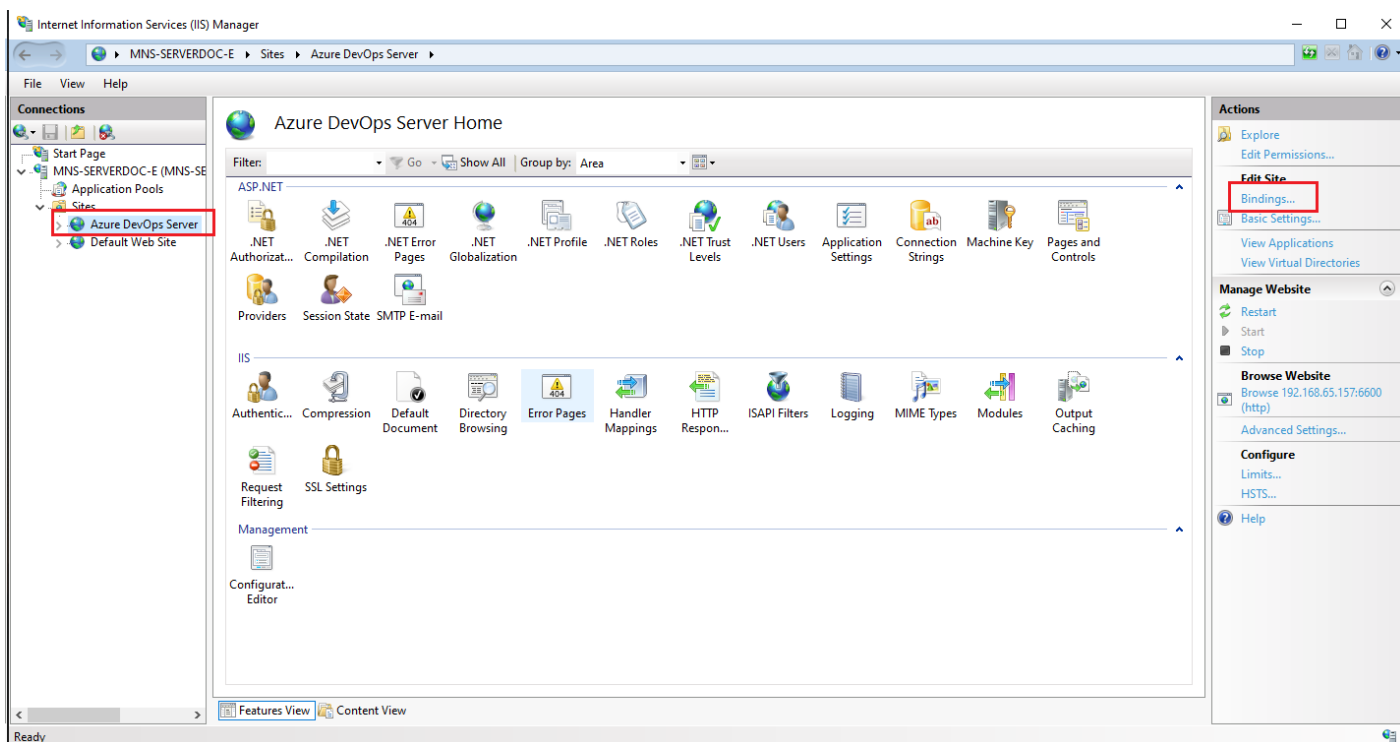 Internet Information Services (IIS) Manager
MNS-SERVERDOC-E Sites Azure DevOps Server
File View Help
Connections
Start Page
MNS-SERVERDOC-E (MNS-SE
Application Pools
Sites
Azure DevOps Server
Default Web Site
Azure DevOps Server Home
Filter: Go Show All Group by: Area
ASP.NET
.NET Authorizat...
.NET Compilation
.NET Error Pages
.NET Globalization
.NET Profile
.NET Roles
.NET Trust Levels
.NET Users
Application Settings
Connection Strings
Machine Key
Pages and Controls
Providers
Session State
SMTP E-mail
IIS
Authentic...
Compression
Default Document
Directory Browsing
Error Pages
Handler Mappings
HTTP Respon...
ISAPI Filters
Logging
MIME Types
Modules
Output Caching
Request Filtering
SSL Settings
Management
Configurat... Editor
Features View Content View
Ready
Actions
Explore
Edit Permissions...
Edit Site
Bindings...
Basic Settings...
View Applications
View Virtual Directories
Manage Website
Restart
Start
Stop
Browse Website
Browse 192.168.65.157:6600
(http)
Advanced Settings...
Configure
Limits...
HSTS...
Help